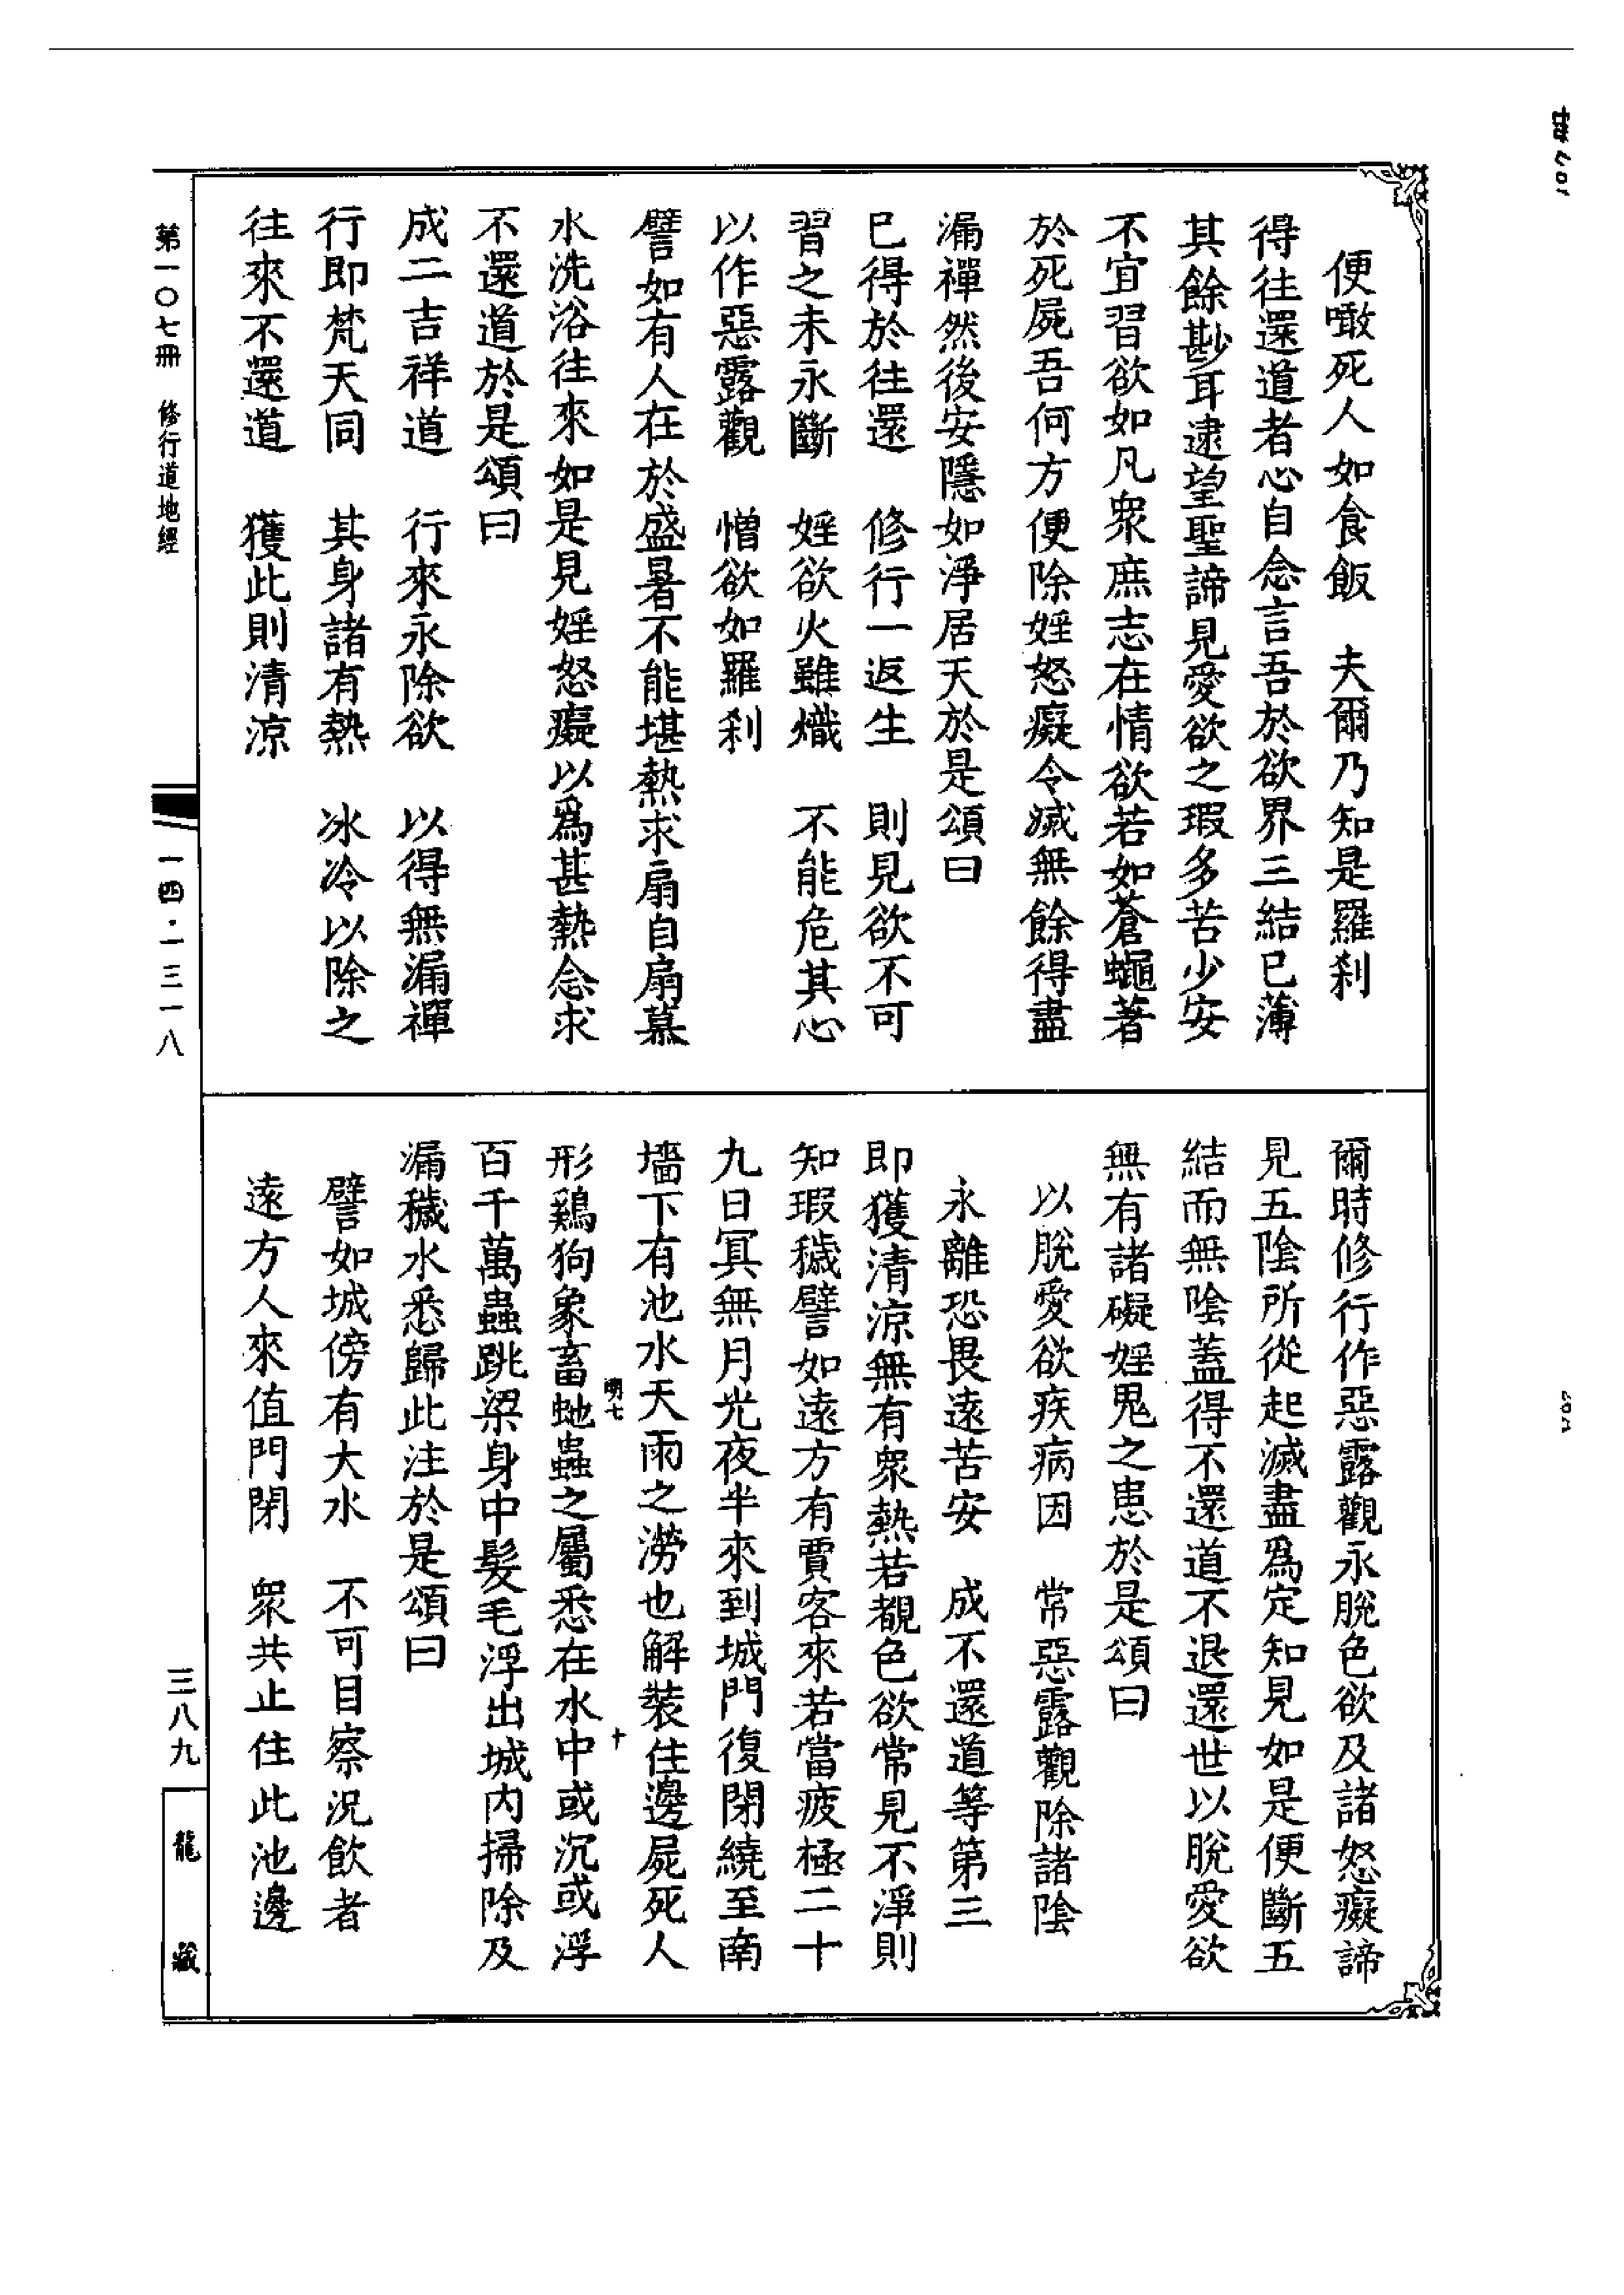 便噉死人如食飯　夫爾乃知是羅刹
得往還道者心自念言吾於欲界三結已薄
其餘尠耳逮望聖諦見愛欲之瑕多苦少安
不宜習欲如凡衆庶志在情欲若如蒼蠅著
於死屍吾何方便除婬怒癡令滅無餘得盡
漏禪然後安隱如淨居天於是頌曰
已得於往還　修行一返生　則見欲不可
習之未永斷　婬欲火雖熾　不能危其心
以作惡露觀　憎欲如羅刹
譬如有人在於盛暑不能堪熱求扇自扇慕
水洗浴往來如是見婬怒癡以爲甚熱念求
不還道於是頌曰
成二吉祥道　行來永除欲　以得無漏禪
行即梵天同　其身諸有熱　冰冷以除之
往來不還道　獲此則清涼
爾時修行作惡露觀永脫色欲及諸怒癡諦
見五陰所從起滅盡爲定知見如是便斷五
結而無陰蓋得不還道不退還世以脫愛欲
無有諸礙婬鬼之患於是頌曰
以脫愛欲疾病因　常惡露觀除諸陰
永離恐畏遠苦安　成不還道等第三
即獲清涼無有衆熱若覩色欲常見不淨則
知瑕穢譬如遠方有賈客來若當疲極二十
九日冥無月光夜半來到城門復閉繞至南
墻下有池水天雨之澇也解裝住邊屍死人
形鷄狗象畜虵蟲之屬悉在水中或沉或浮
百千萬蟲跳梁身中髮毛浮出城內掃除及
漏穢水悉歸此注於是頌曰
譬如城傍有大水　不可目察況飲者
遠方人來值門閉　衆共止住此池邊
明七
十
第一〇七冊　修行道地經
一四·一三一八
三八九
龍藏